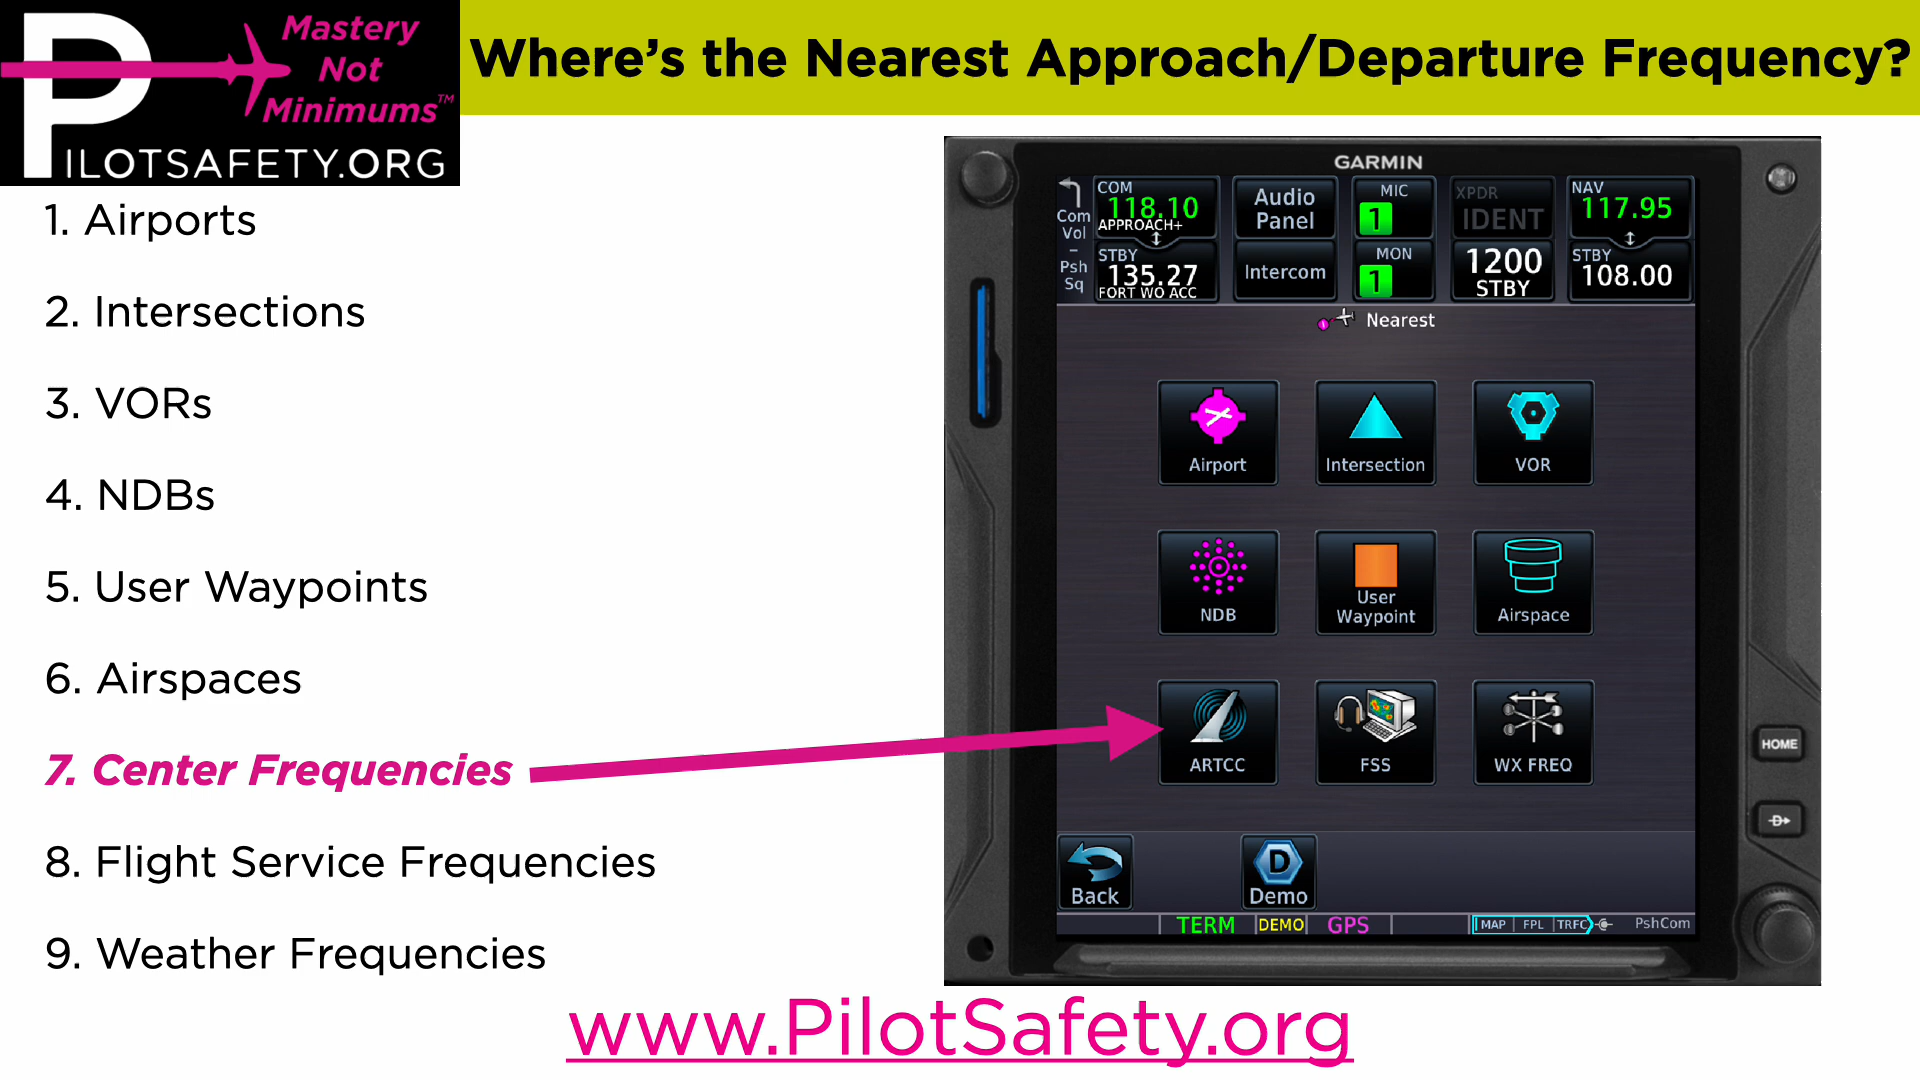 Mastery
Not
Minimums™
PILOTSAFETY.ORG
Where's the Nearest Approach/Departure Frequency?
1. Airports
2. Intersections
3. VORs
4. NDBs
5. User Waypoints
6. Airspaces
7. Center Frequencies
8. Flight Service Frequencies
9. Weather Frequencies
GARMIN
Com
Vol
–
Psh
Sq
COM
118.10
APPROACH+
STBY
135.27
FORT WO ACC
Audio
Panel
Intercom
MIC
1
MON
1
XPDR
IDENT
1200
STBY
NAV
117.95
STBY
108.00
Nearest
Airport
Intersection
VOR
NDB
User
Waypoint
Airspace
ARTCC
FSS
WX FREQ
HOME
D
Back
D
Demo
TERM
DEMO
GPS
MAP
FPL
TRFC
PshCom
www.PilotSafety.org